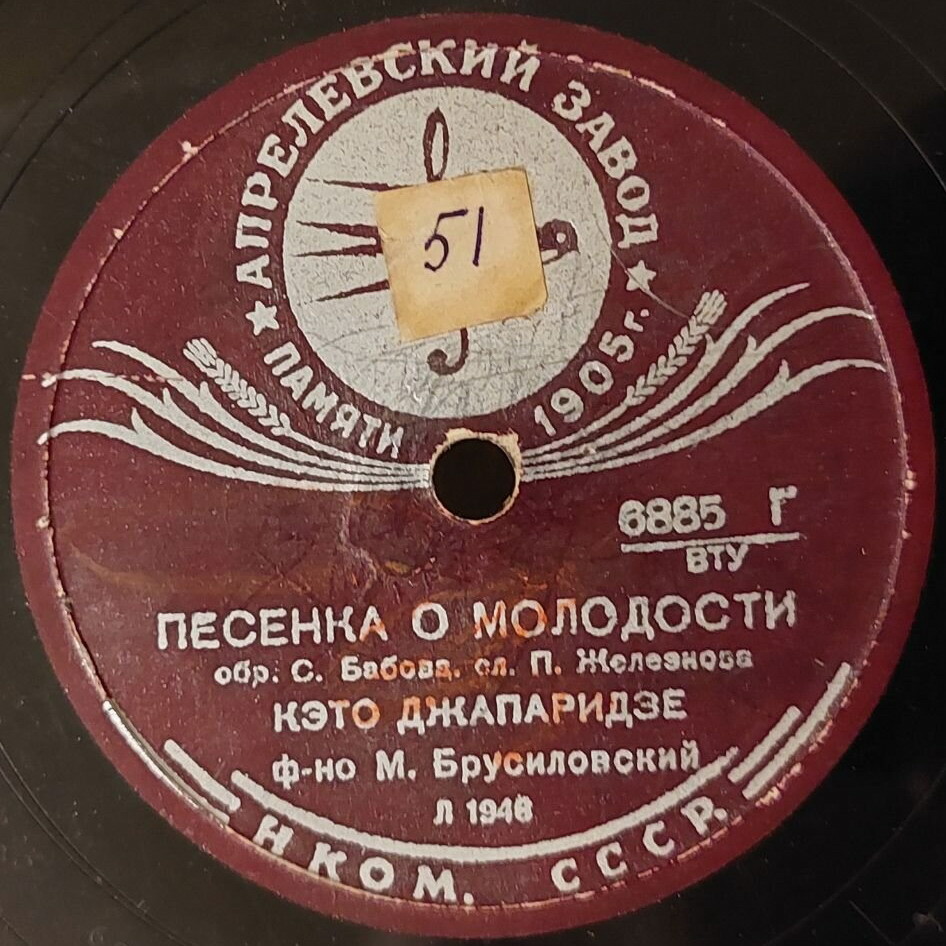 АПРЕЛЕВСКИЙ ЗАВОД
ПАМЯТИ 1905 г.
51
6885 Г
ВТУ
ПЕСЕНКА О МОЛОДОСТИ
обр. С. Бабова, сл. П. Железнова
КЭТО ДЖАПАРИДЗЕ
ф-но М. Брусиловский
Л 1946
НКОМ. СССР.